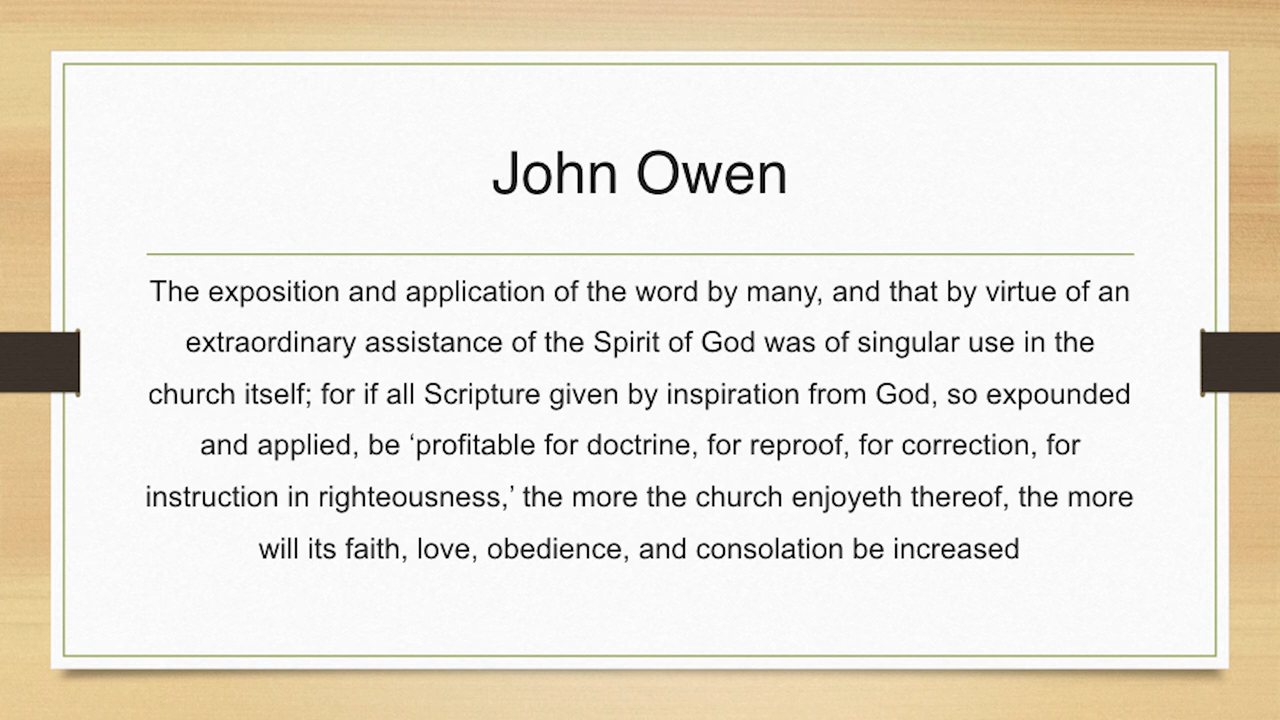 John Owen
The exposition and application of the word by many, and that by virtue of an
extraordinary assistance of the Spirit of God was of singular use in the
church itself; for if all Scripture given by inspiration from God, so expounded
and applied, be ‘profitable for doctrine, for reproof, for correction, for
instruction in righteousness,’ the more the church enjoyeth thereof, the more
will its faith, love, obedience, and consolation be increased